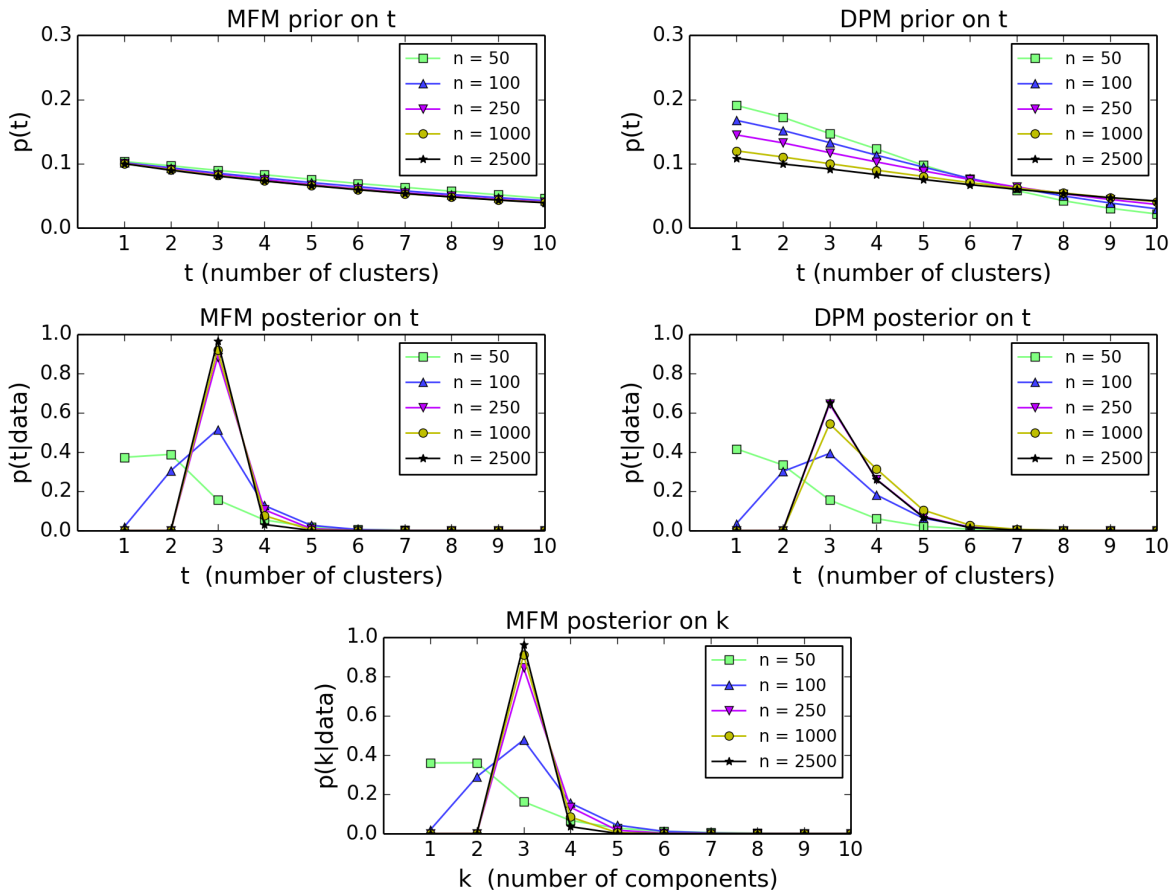 MFM prior on t
0.3
0.2
0.1
0.0
p(t)
n = 50
n = 100
n = 250
n = 1000
n = 2500
1 2 3 4 5 6 7 8 9 10
t (number of clusters)
DPM prior on t
0.3
0.2
0.1
0.0
p(t)
n = 50
n = 100
n = 250
n = 1000
n = 2500
1 2 3 4 5 6 7 8 9 10
t (number of clusters)
MFM posterior on t
1.0
0.8
0.6
0.4
0.2
0.0
p(t|data)
n = 50
n = 100
n = 250
n = 1000
n = 2500
1 2 3 4 5 6 7 8 9 10
t (number of clusters)
DPM posterior on t
1.0
0.8
0.6
0.4
0.2
0.0
p(t|data)
n = 50
n = 100
n = 250
n = 1000
n = 2500
1 2 3 4 5 6 7 8 9 10
t (number of clusters)
MFM posterior on k
1.0
0.8
0.6
0.4
0.2
0.0
p(k|data)
n = 50
n = 100
n = 250
n = 1000
n = 2500
1 2 3 4 5 6 7 8 9 10
k (number of components)